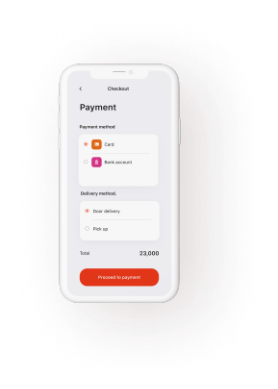 Checkout
Payment
Payment method
Card
Bank account
Delivery method.
Door delivery
Pick up
Total 23,000
Proceed to payment